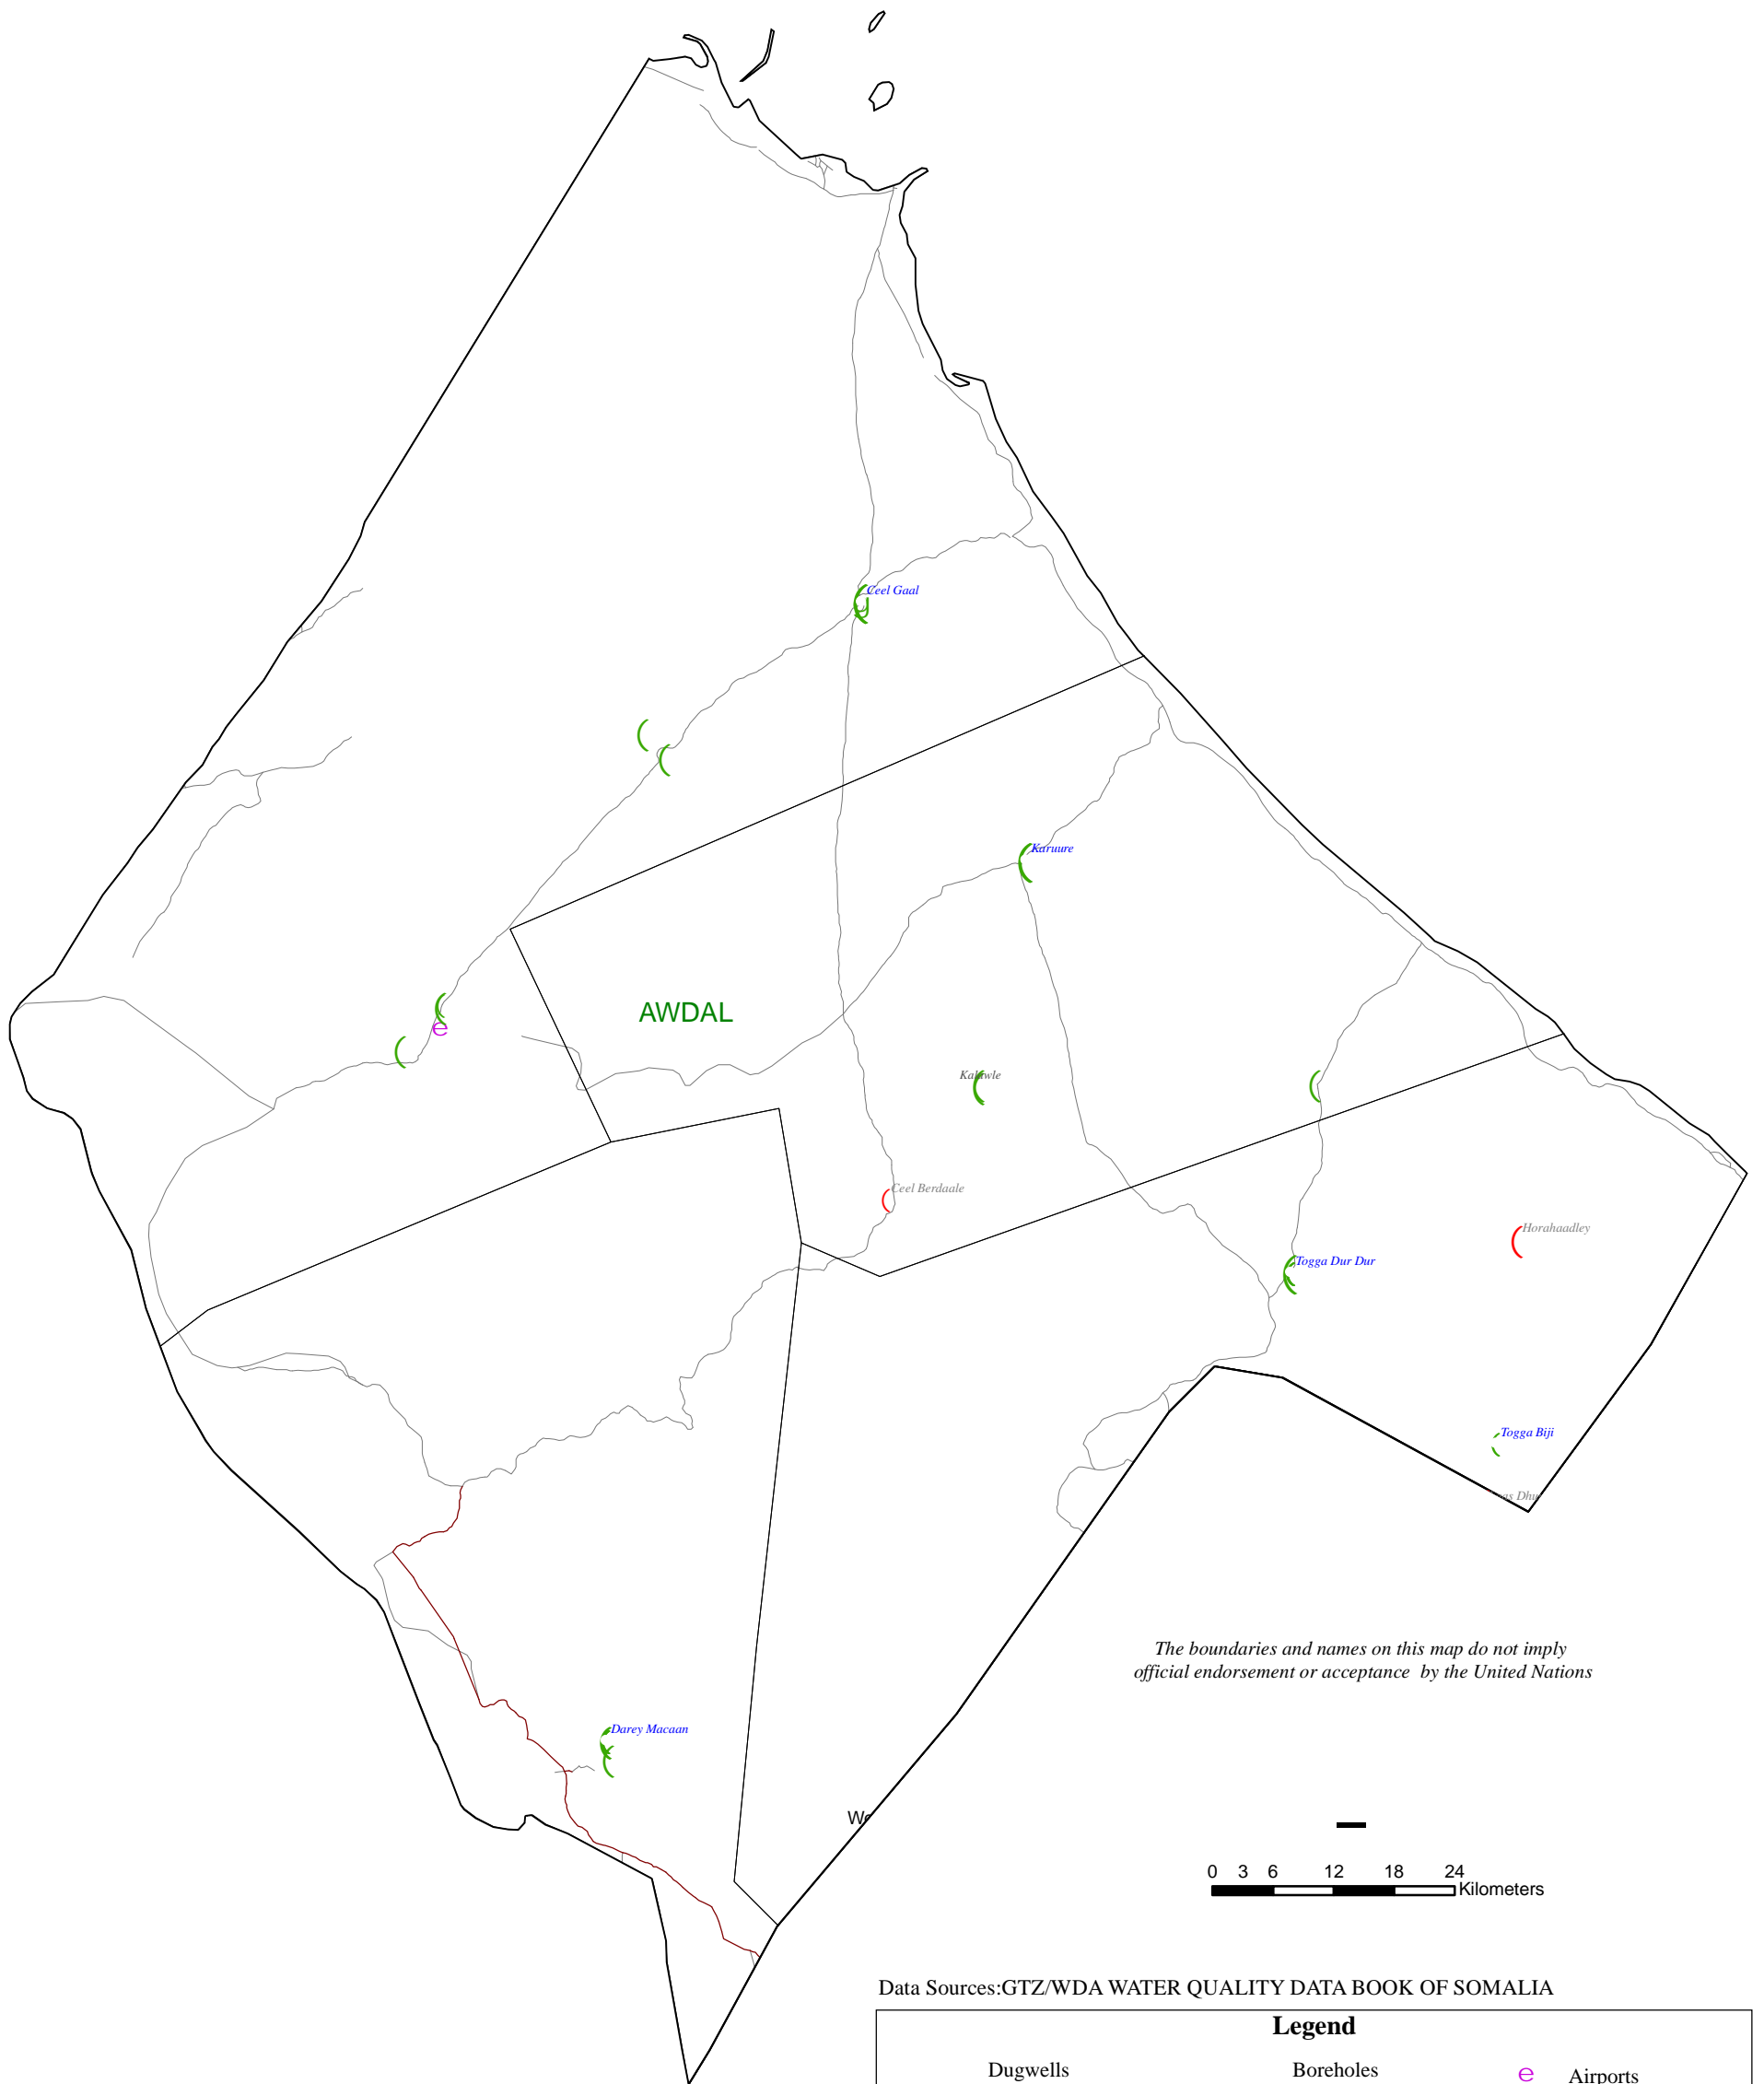 Ceel Gaal
Karuure
AWDAL
Ceel Berdaale
Horahaadley
Togga Dur Dur
Togga Biji
The boundaries and names on this map do not imply
official endorsement or acceptance by the United Nations
Darey Macaan
0 3 6 12 18 24
Kilometers
Data Sources:GTZ/WDA WATER QUALITY DATA BOOK OF SOMALIA
Legend
Dugwells Boreholes e Airports